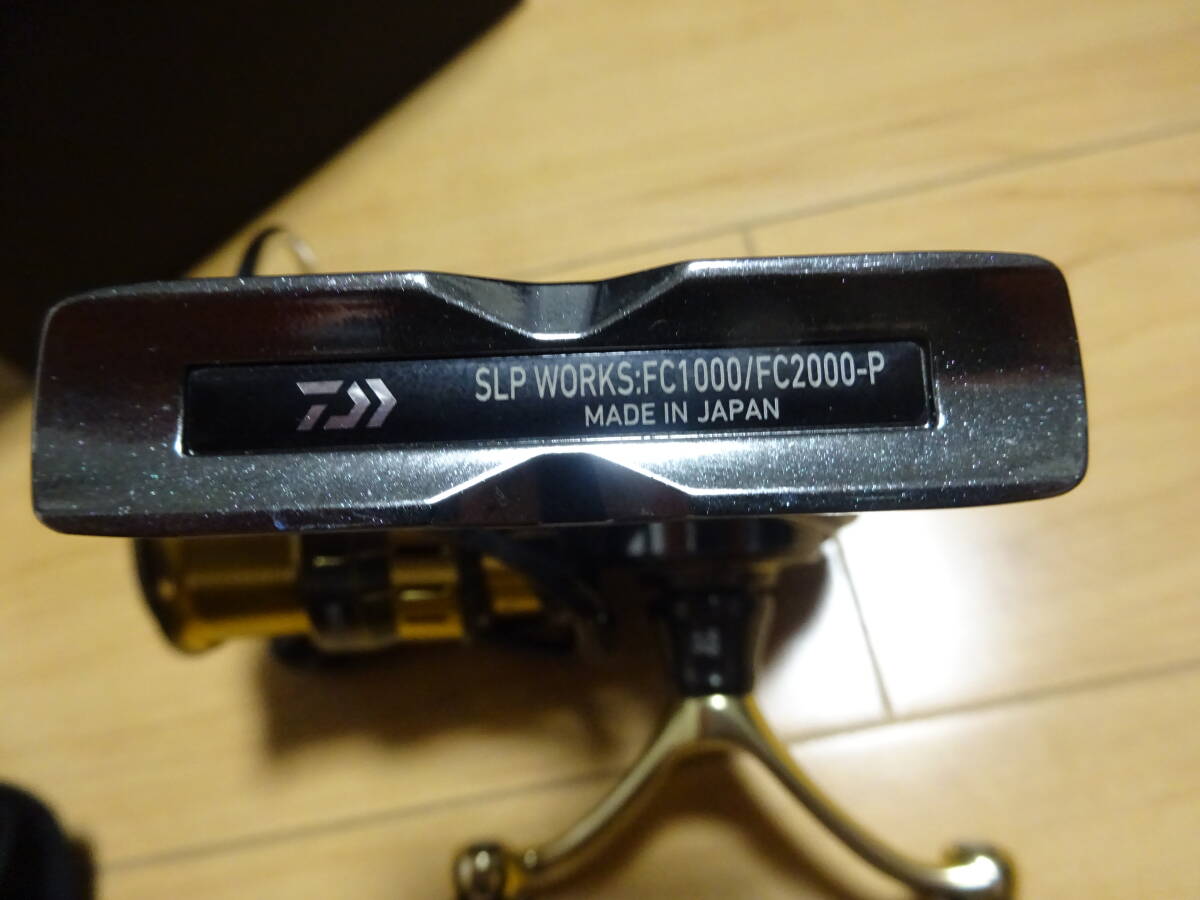 SLP WORKS:FC1000/FC2000-P
MADE IN JAPAN